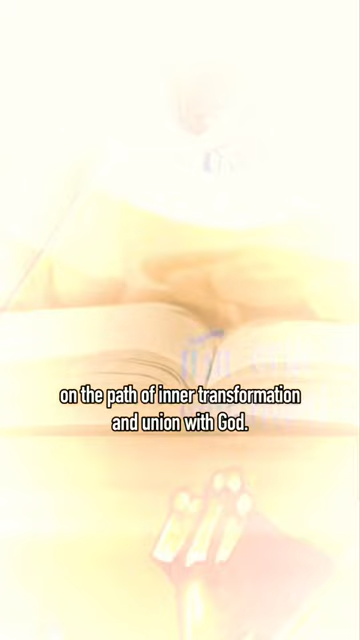 on the path of inner transformation
and union with God.